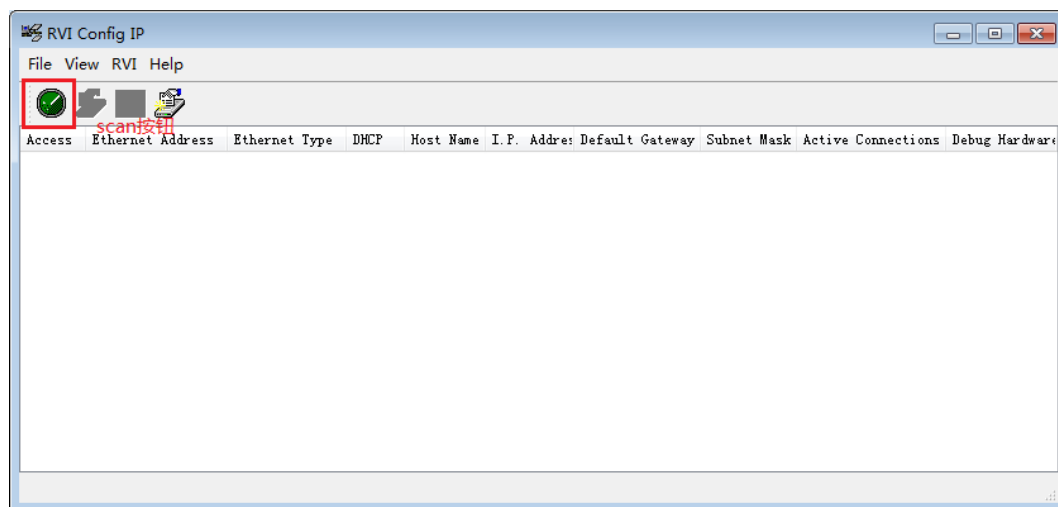 RVI Config IP
File View RVI Help
scan按钮
Access Ethernet Address Ethernet Type DHCP Host Name I.P. Addres Default Gateway Subnet Mask Active Connections Debug Hardware